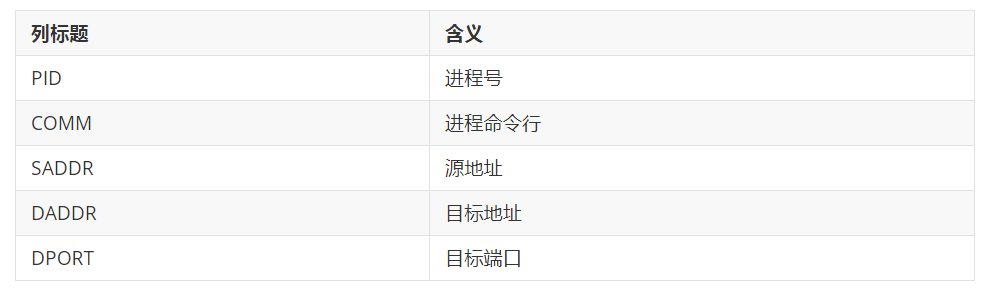 列标题 含义
PID 进程号
COMM 进程命令行
SADDR 源地址
DADDR 目标地址
DPORT 目标端口